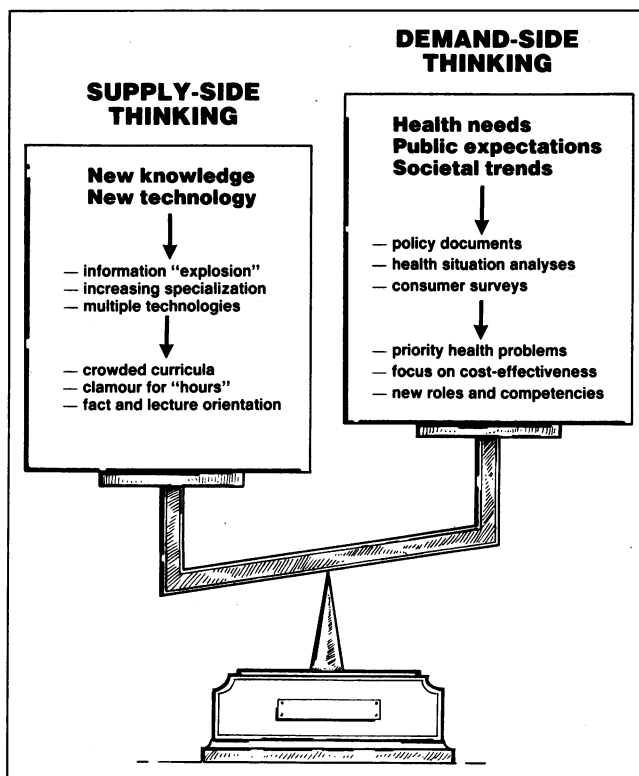 SUPPLY-SIDE
THINKING
New knowledge
New technology
— information "explosion"
— increasing specialization
— multiple technologies
— crowded curricula
— clamour for "hours"
— fact and lecture orientation
DEMAND-SIDE
THINKING
Health needs
Public expectations
Societal trends
— policy documents
— health situation analyses
— consumer surveys
— priority health problems
— focus on cost-effectiveness
— new roles and competencies